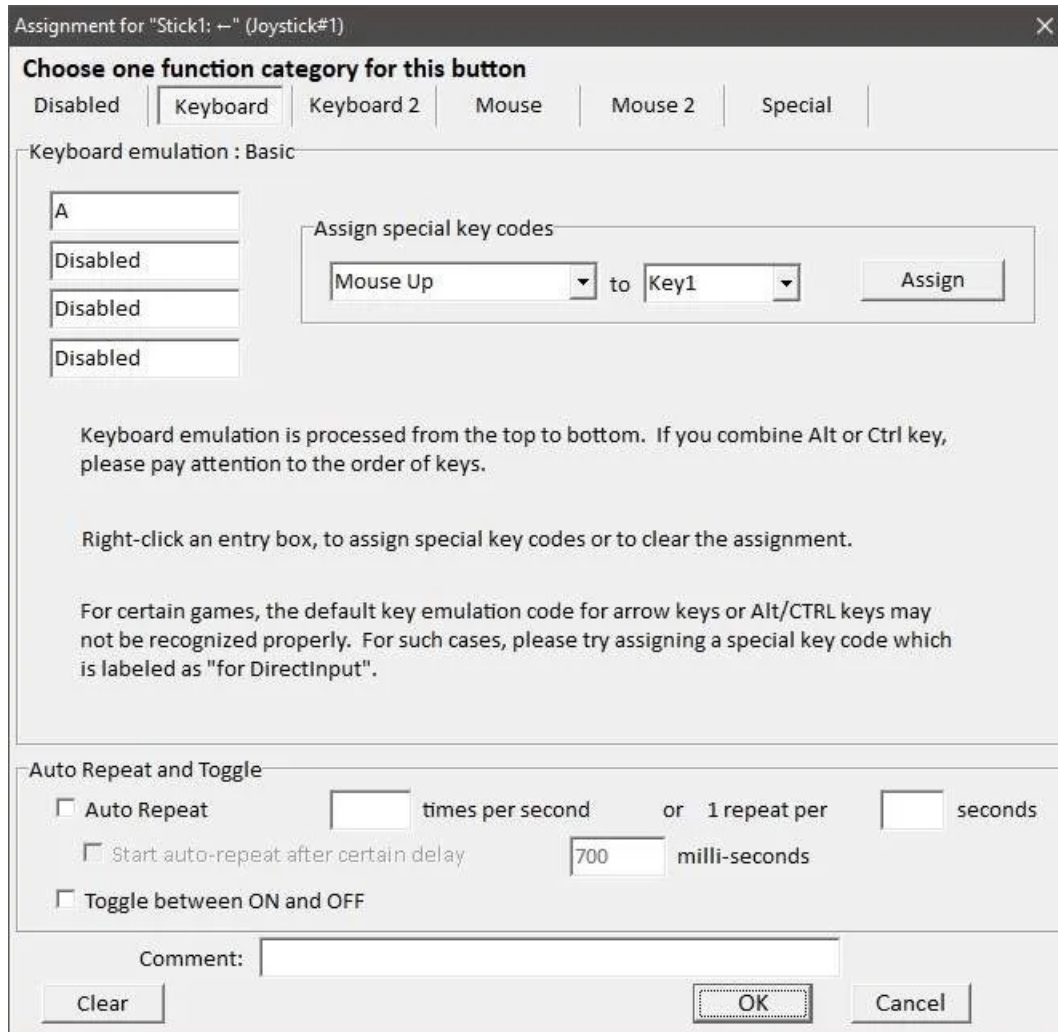 Assignment for "Stick1: ←" (Joystick#1)
Choose one function category for this button
Disabled Keyboard Keyboard 2 Mouse Mouse 2 Special
Keyboard emulation : Basic
A
Assign special key codes
Disabled
Mouse Up to Key1 Assign
Disabled
Disabled
Keyboard emulation is processed from the top to bottom. If you combine Alt or Ctrl key,
please pay attention to the order of keys.
Right-click an entry box, to assign special key codes or to clear the assignment.
For certain games, the default key emulation code for arrow keys or Alt/CTRL keys may
not be recognized properly. For such cases, please try assigning a special key code which
is labeled as "for DirectInput".
Auto Repeat and Toggle
Auto Repeat times per second or 1 repeat per seconds
Start auto-repeat after certain delay 700 milli-seconds
Toggle between ON and OFF
Comment:
Clear OK Cancel